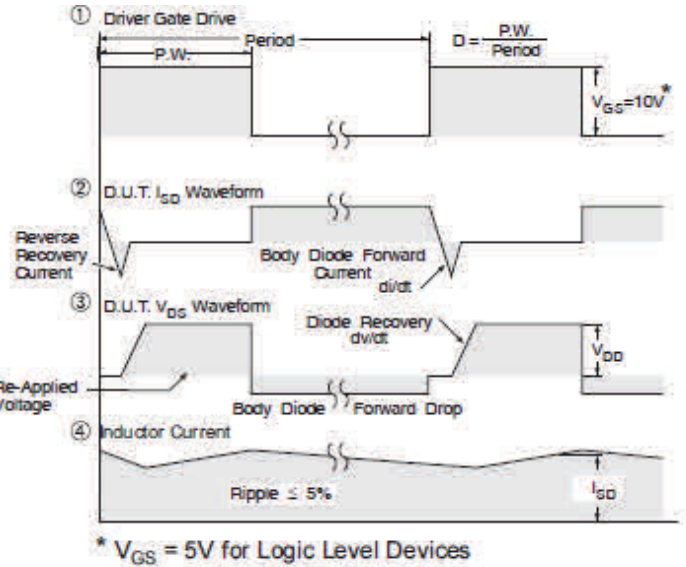 ① Driver Gate Drive
P.W.
Period
D = P.W. / Period
V_GS=10V*
② D.U.T. I_SD Waveform
Reverse
Recovery
Current
Body Diode Forward
Current
di/dt
③ D.U.T. V_DS Waveform
Diode Recovery
dv/dt
V_DD
Re-Applied
Voltage
Body Diode Forward Drop
④ Inductor Current
Ripple ≤ 5%
I_SD
* V_GS = 5V for Logic Level Devices